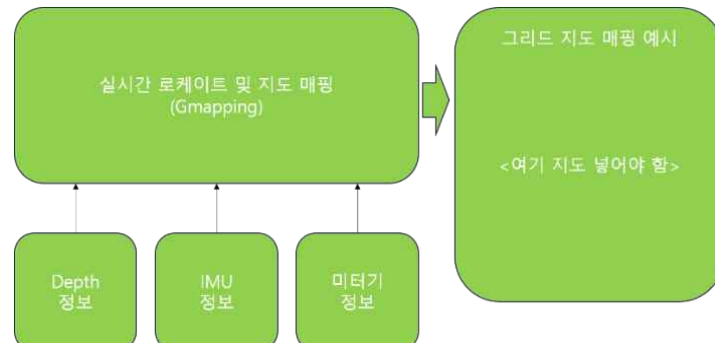 실시간 로케이트 및 지도 매핑
(Gmapping)
그리드 지도 매핑 예시
<여기 지도 넣어야 함>
Depth
정보
IMU
정보
미터기
정보